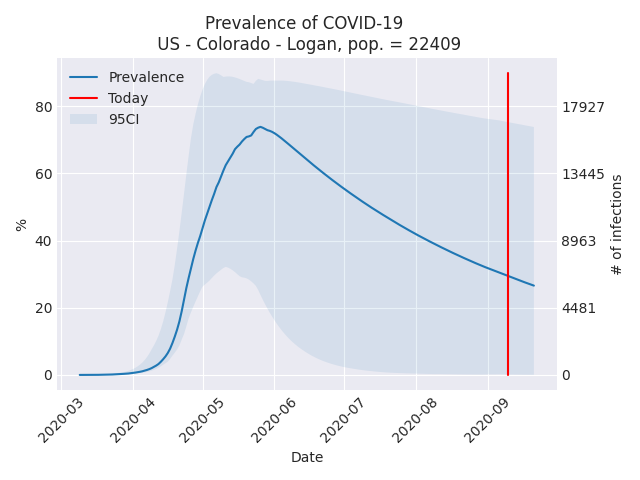 Prevalence of COVID-19
US - Colorado - Logan, pop. = 22409
Prevalence
Today
95CI
%
80
60
40
20
0
17927
13445
8963
4481
0
# of infections
2020-03
2020-04
2020-05
2020-06
2020-07
2020-08
2020-09
Date